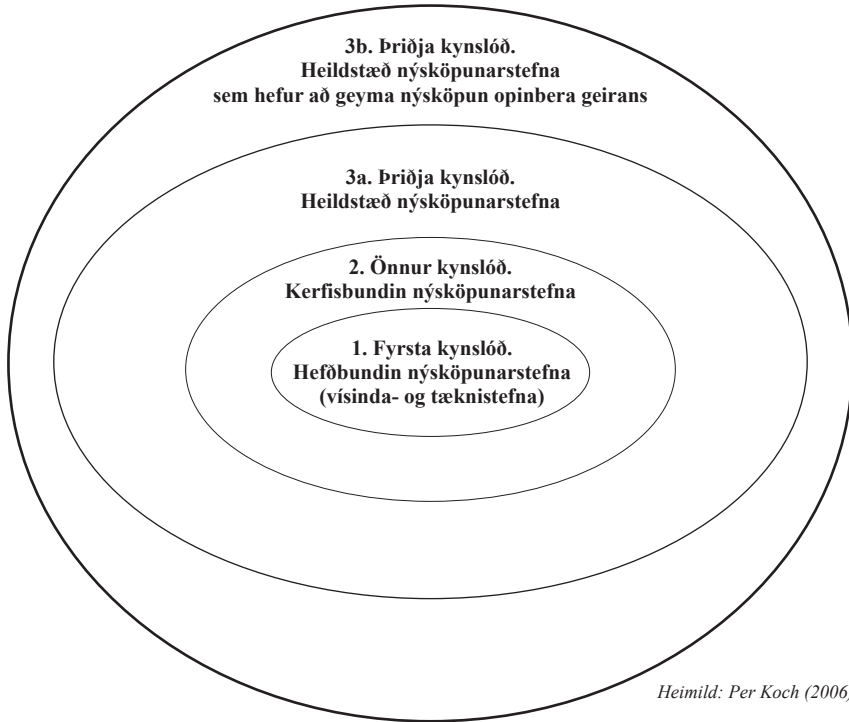 3b. Þriðja kynslóð.
Heildstæð nýsköpunarstefna
sem hefur að geyma nýsköpun opinbera geirans
3a. Þriðja kynslóð.
Heildstæð nýsköpunarstefna
2. Önnur kynslóð.
Kerfisbundin nýsköpunarstefna
1. Fyrsta kynslóð.
Hefðbundin nýsköpunarstefna
(vísinda- og tæknistefna)
Heimild: Per Koch (2006)